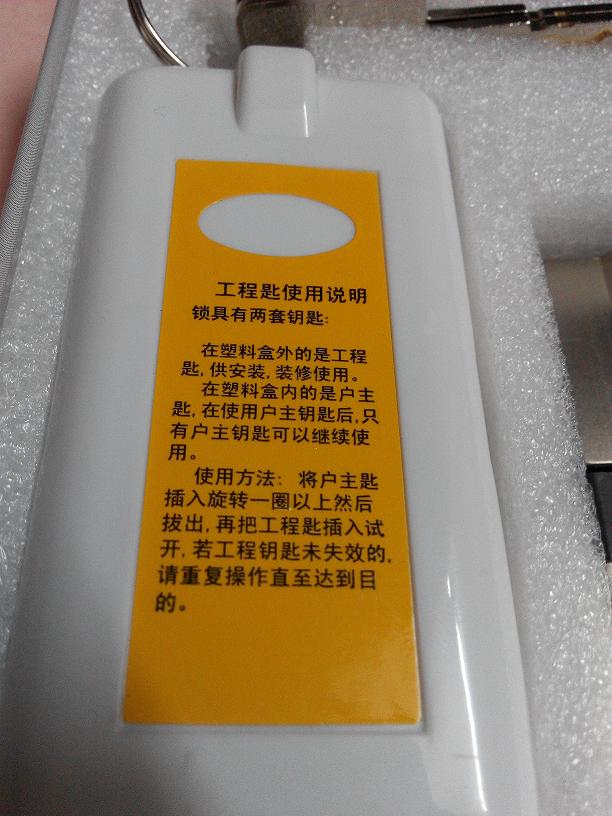 工程匙使用说明
锁具有两套钥匙:
在塑料盒外的是工程
匙,供安装,装修使用。
在塑料盒内的是户主
匙,在使用户主钥匙后,只
有户主钥匙可以继续使
用。
使用方法: 将户主匙
插入旋转一圈以上然后
拔出,再把工程匙插入试
开,若工程钥匙未失效的,
请重复操作直至达到目
的。